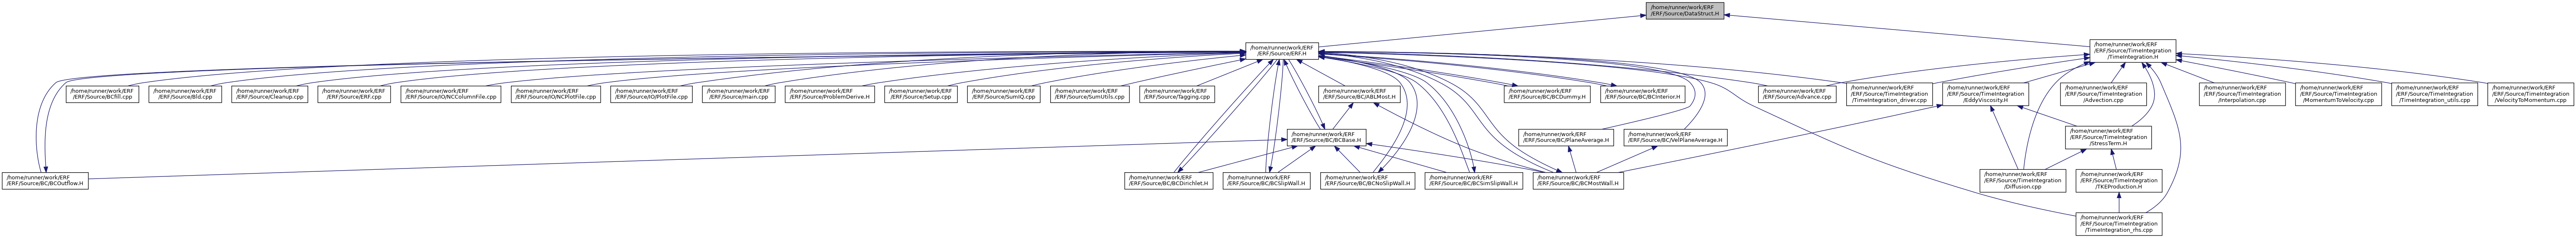 /home/runner/work/ERF
/ERF/Source/DataStruct.H
/home/runner/work/ERF
/ERF/Source/ERF.H
/home/runner/work/ERF
/ERF/Source/TimeIntegration
/TimeIntegration.H
/home/runner/work/ERF
/ERF/Source/BCfill.cpp
/home/runner/work/ERF
/ERF/Source/Bld.cpp
/home/runner/work/ERF
/ERF/Source/Cleanup.cpp
/home/runner/work/ERF
/ERF/Source/ERF.cpp
/home/runner/work/ERF
/ERF/Source/IO/NCColumnFile.cpp
/home/runner/work/ERF
/ERF/Source/IO/NCPlotFile.cpp
/home/runner/work/ERF
/ERF/Source/IO/PlotFile.cpp
/home/runner/work/ERF
/ERF/Source/main.cpp
/home/runner/work/ERF
/ERF/Source/ProblemDerive.H
/home/runner/work/ERF
/ERF/Source/Setup.cpp
/home/runner/work/ERF
/ERF/Source/SumIQ.cpp
/home/runner/work/ERF
/ERF/Source/SumUtils.cpp
/home/runner/work/ERF
/ERF/Source/Tagging.cpp
/home/runner/work/ERF
/ERF/Source/BC/ABLMost.H
/home/runner/work/ERF
/ERF/Source/BC/BCDummy.H
/home/runner/work/ERF
/ERF/Source/BC/BCInterior.H
/home/runner/work/ERF
/ERF/Source/Advance.cpp
/home/runner/work/ERF
/ERF/Source/TimeIntegration
/TimeIntegration_driver.cpp
/home/runner/work/ERF
/ERF/Source/TimeIntegration
/EddyViscosity.H
/home/runner/work/ERF
/ERF/Source/TimeIntegration
/Advection.cpp
/home/runner/work/ERF
/ERF/Source/TimeIntegration
/Interpolation.cpp
/home/runner/work/ERF
/ERF/Source/TimeIntegration
/MomentumToVelocity.cpp
/home/runner/work/ERF
/ERF/Source/TimeIntegration
/TimeIntegration_utils.cpp
/home/runner/work/ERF
/ERF/Source/TimeIntegration
/VelocityToMomentum.cpp
/home/runner/work/ERF
/ERF/Source/BC/BCBase.H
/home/runner/work/ERF
/ERF/Source/BC/PlaneAverage.H
/home/runner/work/ERF
/ERF/Source/BC/VelPlaneAverage.H
/home/runner/work/ERF
/ERF/Source/TimeIntegration
/StressTerm.H
/home/runner/work/ERF
/ERF/Source/BC/BCOutflow.H
/home/runner/work/ERF
/ERF/Source/BC/BCDirichlet.H
/home/runner/work/ERF
/ERF/Source/BC/BCSlipWall.H
/home/runner/work/ERF
/ERF/Source/BC/BCNoSlipWall.H
/home/runner/work/ERF
/ERF/Source/BC/BCSimSlipWall.H
/home/runner/work/ERF
/ERF/Source/BC/BCMostWall.H
/home/runner/work/ERF
/ERF/Source/TimeIntegration
/Diffusion.cpp
/home/runner/work/ERF
/ERF/Source/TimeIntegration
/TKEProduction.H
/home/runner/work/ERF
/ERF/Source/TimeIntegration
/TimeIntegration_rhs.cpp